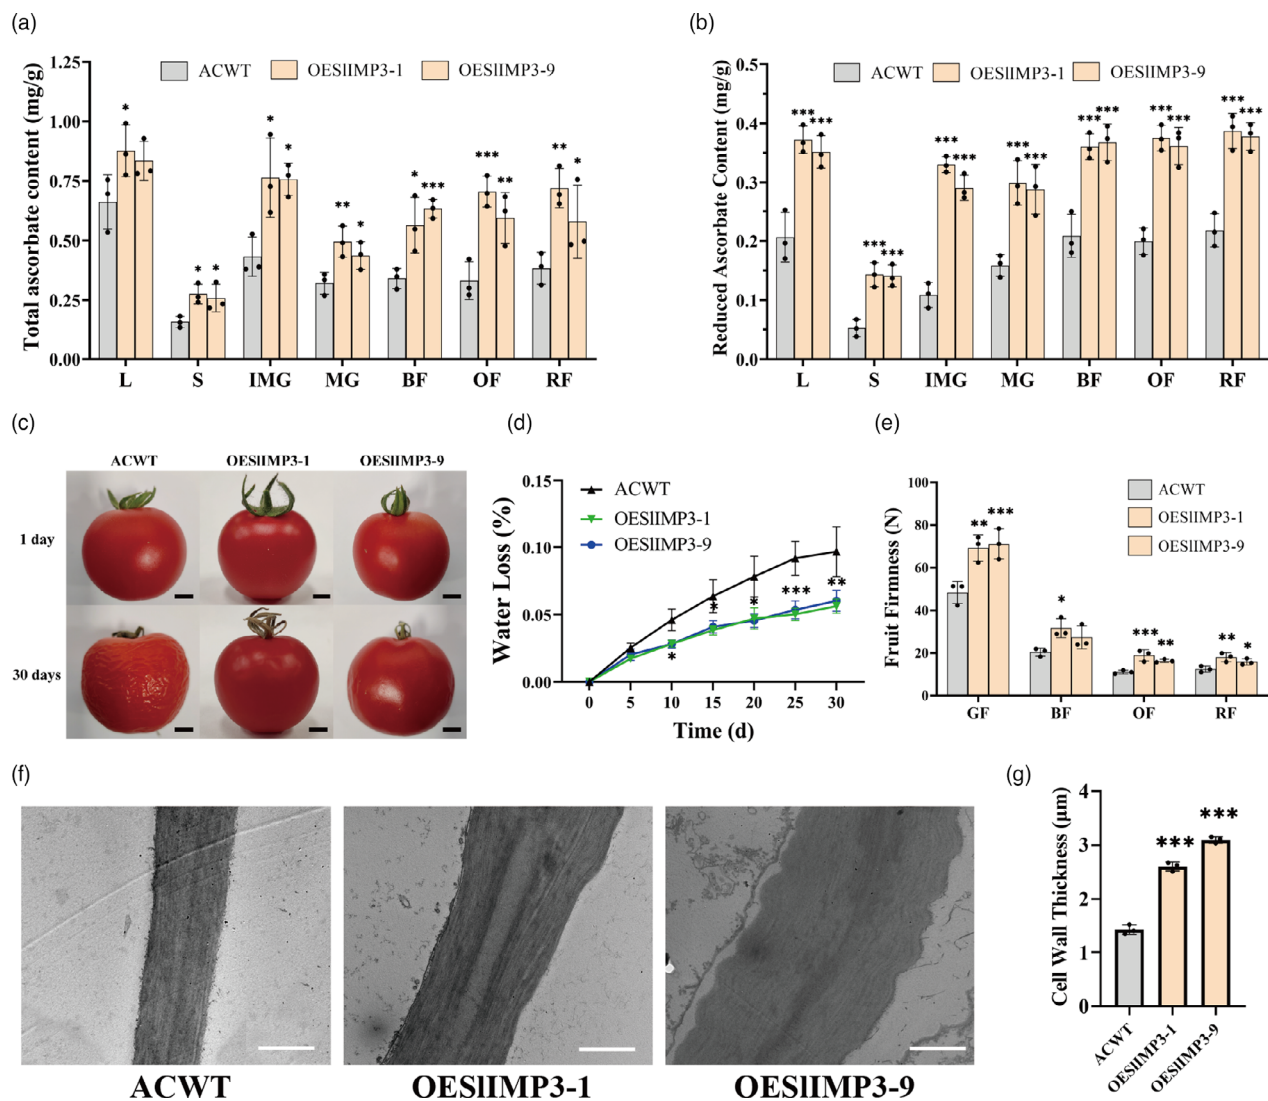 (a)
ACWT OESlIMP3-1 OESlIMP3-9
Total ascorbate content (mg/g)
1.25
1.00
0.75
0.50
0.25
0.00
* * * * * ** * * *** *** ** ** *
L S IMG MG BF OF RF
(b)
ACWT OESlIMP3-1 OESlIMP3-9
Reduced Ascorbate Content (mg/g)
0.5
0.4
0.3
0.2
0.1
0.0
*** *** *** *** *** *** *** *** *** *** *** *** *** ***
L S IMG MG BF OF RF
(c)
ACWT OESlIMP3-1 OESlIMP3-9
1 day
30 days
(d)
ACWT
OESlIMP3-1
OESlIMP3-9
Water Loss (%)
0.15
0.10
0.05
0.00
* * * *** **
0 5 10 15 20 25 30
Time (d)
(e)
ACWT
OESlIMP3-1
OESlIMP3-9
Fruit Firmness (N)
100
80
60
40
20
0
** *** * *** ** ** *
GF BF OF RF
(f)
ACWT OESlIMP3-1 OESlIMP3-9
(g)
Cell Wall Thickness (μm)
4
3
2
1
0
*** ***
ACWT
OESlIMP3-1
OESlIMP3-9